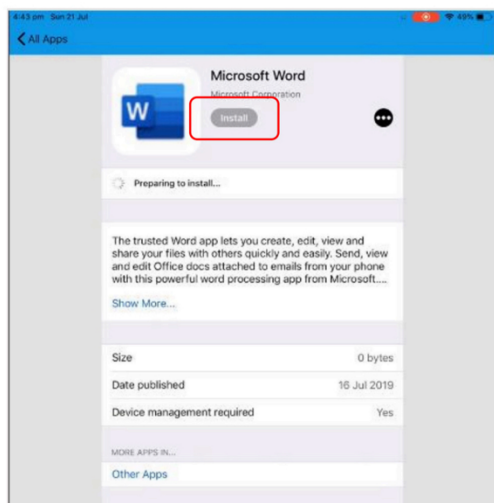 4:43 pm Sun 21 Jul
49%
All Apps
Microsoft Word
Microsoft Corporation
W
Install
Preparing to install...
The trusted Word app lets you create, edit, view and
share your files with others quickly and easily. Send, view
and edit Office docs attached to emails from your phone
with this powerful word processing app from Microsoft....
Show More...
Size
0 bytes
Date published
16 Jul 2019
Device management required
Yes
MORE APPS IN...
Other Apps